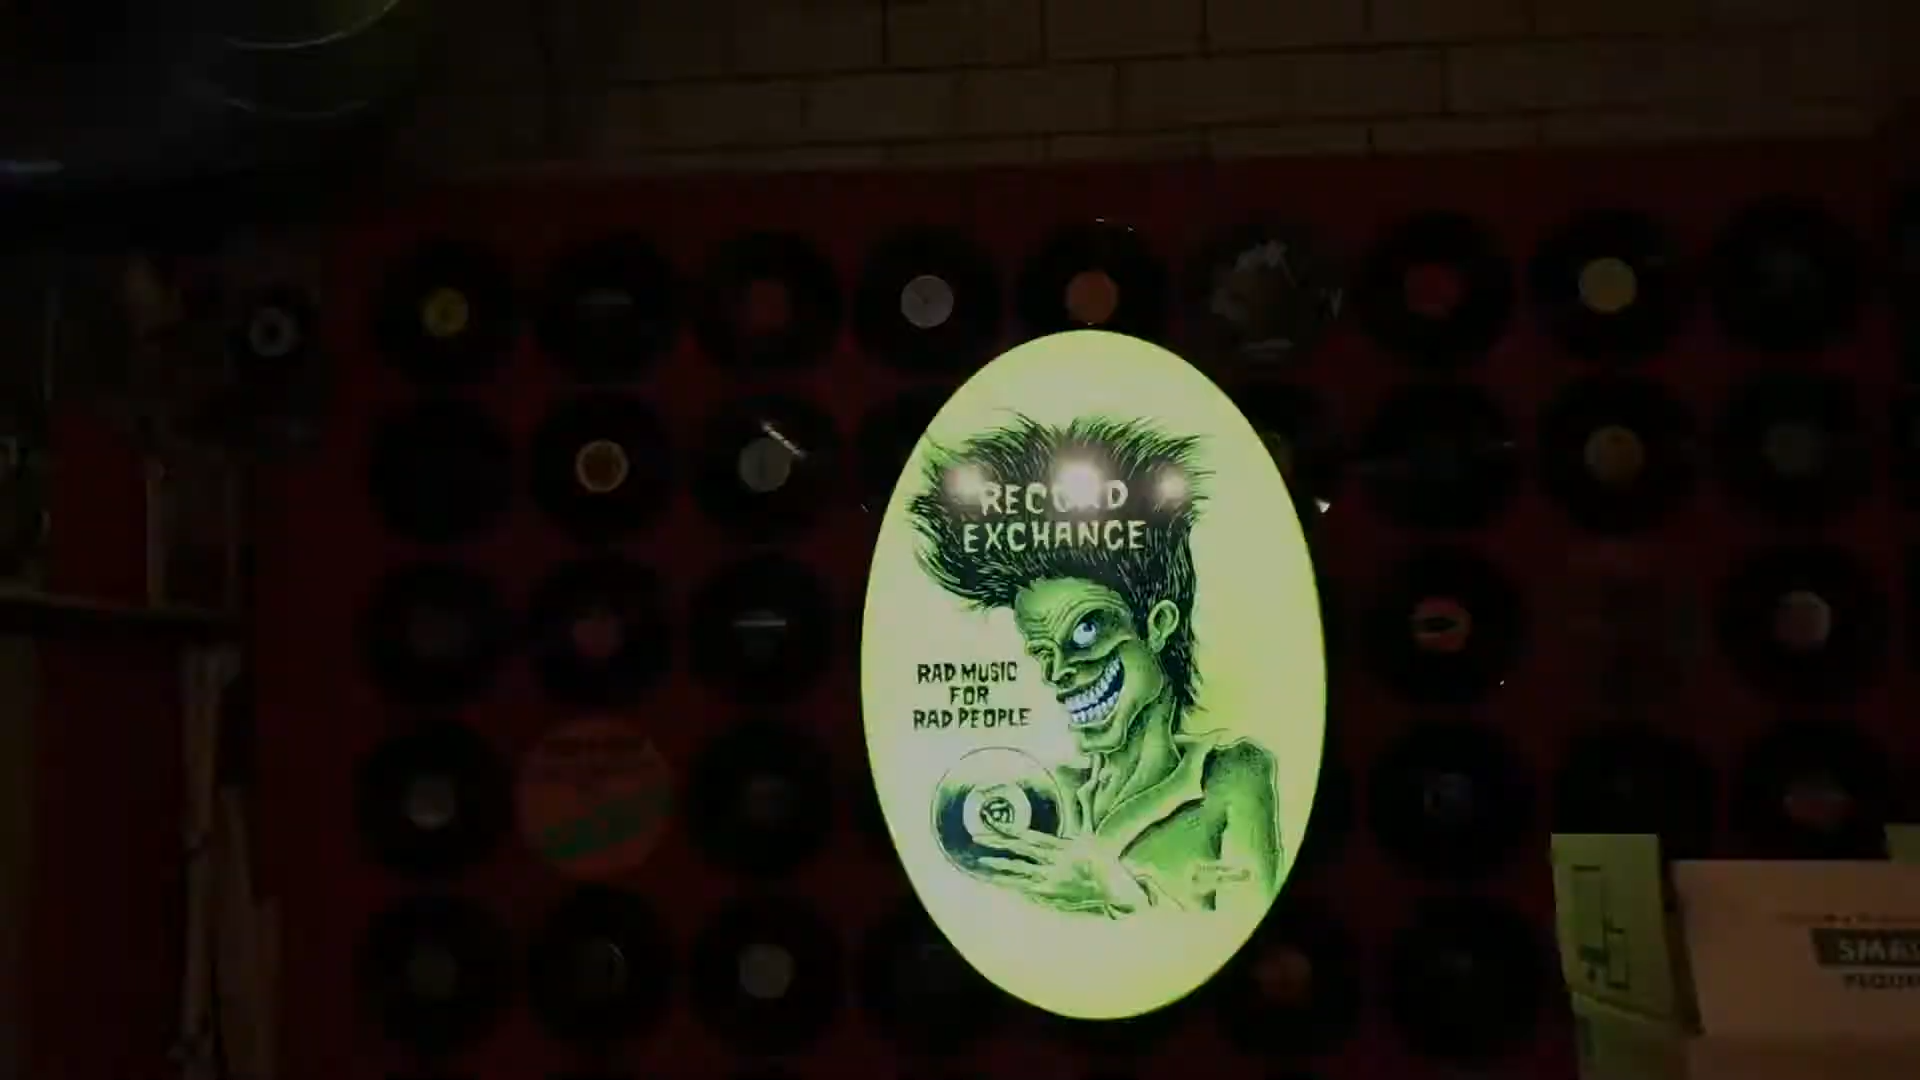 RECORD
EXCHANGE
RAD MUSIC
FOR
RAD PEOPLE